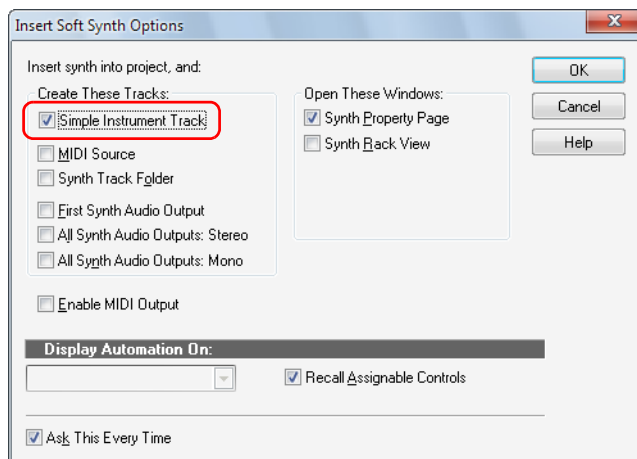 Insert Soft Synth Options
Insert synth into project, and:
Create These Tracks:
Simple Instrument Track
MIDI Source
Synth Track Folder
First Synth Audio Output
All Synth Audio Outputs: Stereo
All Synth Audio Outputs: Mono
Enable MIDI Output
Open These Windows:
Synth Property Page
Synth Rack View
OK
Cancel
Help
Display Automation On:
Recall Assignable Controls
Ask This Every Time